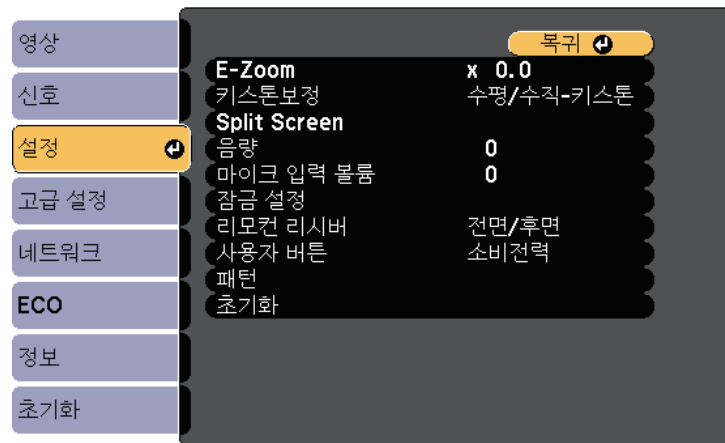 영상
신호
설정
고급 설정
네트워크
ECO
정보
초기화
복귀
E-Zoom x 0.0
키스톤보정 수평/수직-키스톤
Split Screen
음량 0
마이크 입력 볼륨 0
잠금 설정
리모컨 리시버 전면/후면
사용자 버튼 소비전력
패턴
초기화